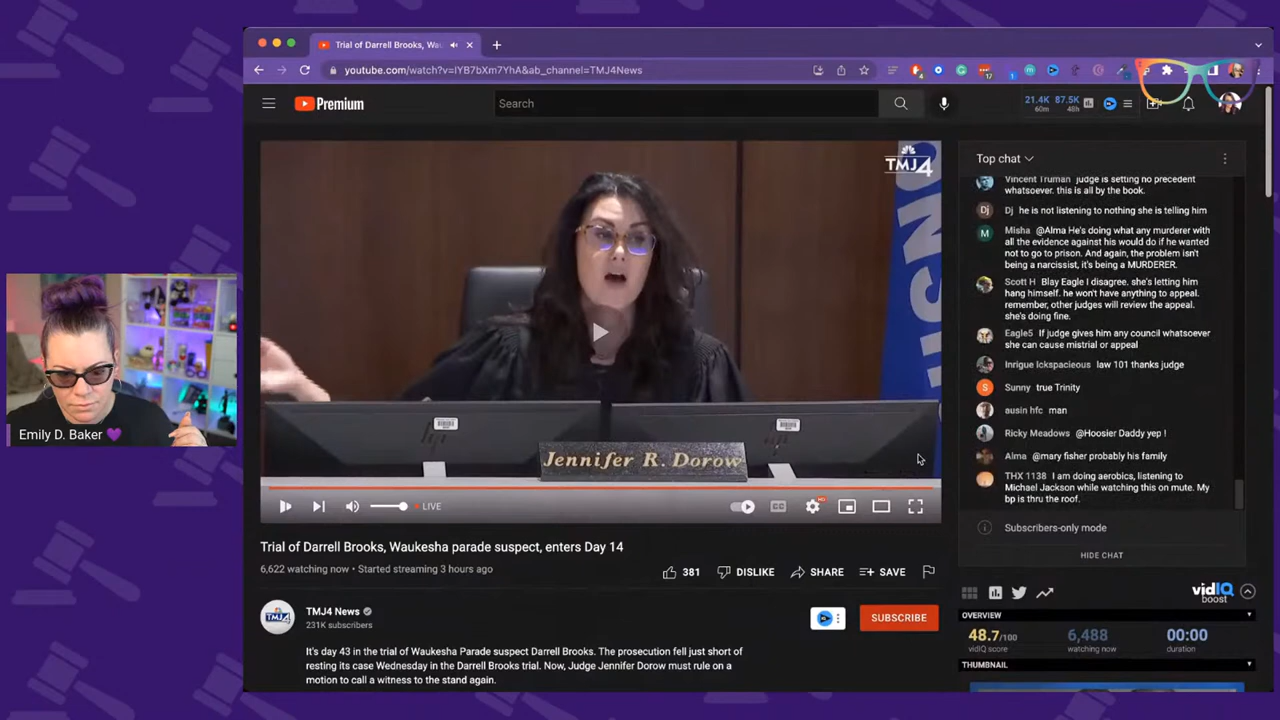 Trial of Darrell Brooks, Wau
youtube.com/watch?v=IYB7bXm7YhA&ab_channel=TMJ4News
Premium
Search
21.4K 87.5K
60m 48h
TMJ4
Jennifer R. Dorow
LIVE
Top chat
Vincent Truman judge is setting no precedent
whatsoever. this is all by the book.
Dj Dj he is not listening to nothing she is telling him
M Misha @Alma He's doing what any murderer with
all the evidence against his would do if he wanted
not to go to prison. And again, the problem isn't
being a narcissist, it's being a MURDERER.
Scott H Blay Eagle I disagree. she's letting him
hang himself. he won't have anything to appeal.
remember, other judges will review the appeal.
she's doing fine.
Eagle5 If judge gives him any council whatsoever
she can cause mistrial or appeal
Inrigue Ickspacieous law 101 thanks judge
S Sunny true Trinity
ausin hfc man
Ricky Meadows @Hoosier Daddy yep !
Alma @mary fisher probably his family
THX 1138 I am doing aerobics, listening to
Michael Jackson while watching this on mute. My
bp is thru the roof.
Subscribers-only mode
HIDE CHAT
Emily D. Baker
Trial of Darrell Brooks, Waukesha parade suspect, enters Day 14
6,622 watching now • Started streaming 3 hours ago
381 DISLIKE SHARE SAVE
TMJ4 News
231K subscribers
SUBSCRIBE
It's day 43 in the trial of Waukesha Parade suspect Darrell Brooks. The prosecution fell just short of
resting its case Wednesday in the Darrell Brooks trial. Now, Judge Jennifer Dorow must rule on a
motion to call a witness to the stand again.
vidIQ
boost
OVERVIEW
48.7/100 6,488 00:00
vidIQ score watching now duration
THUMBNAIL